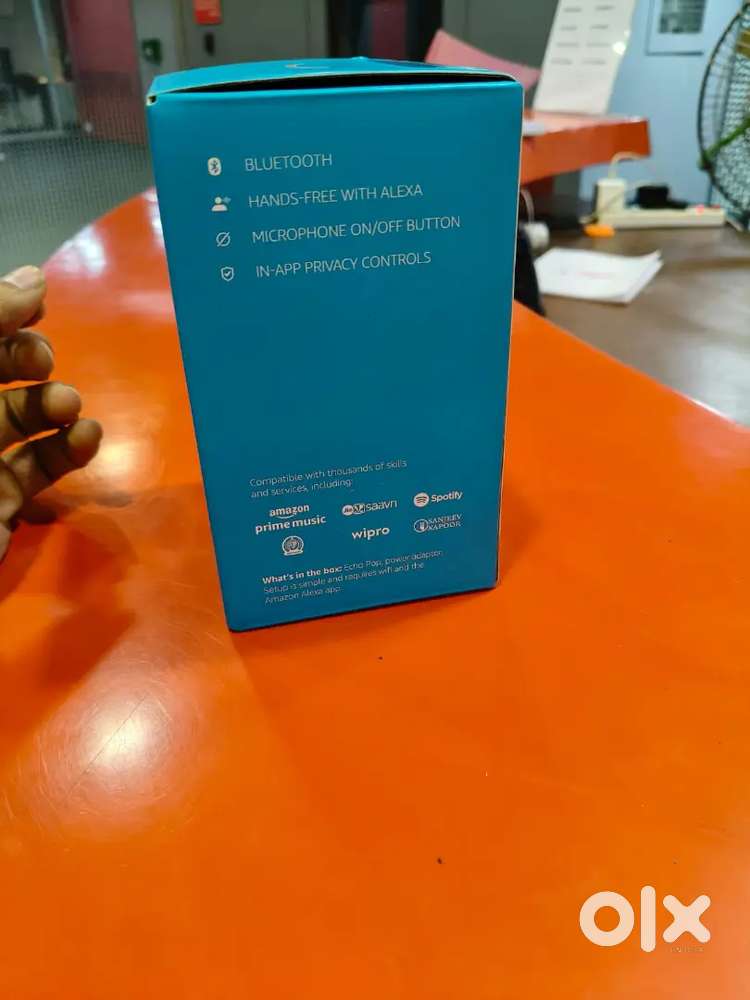 BLUETOOTH
HANDS-FREE WITH ALEXA
MICROPHONE ON/OFF BUTTON
IN-APP PRIVACY CONTROLS
Compatible with thousands of skills
and services, including:
amazon
prime music
saavn
Spotify
wipro
SANJEEV
KAPOOR
What's in the box: Echo Pop, power adaptor.
Setup is simple and requires wifi and the
Amazon Alexa app
olx